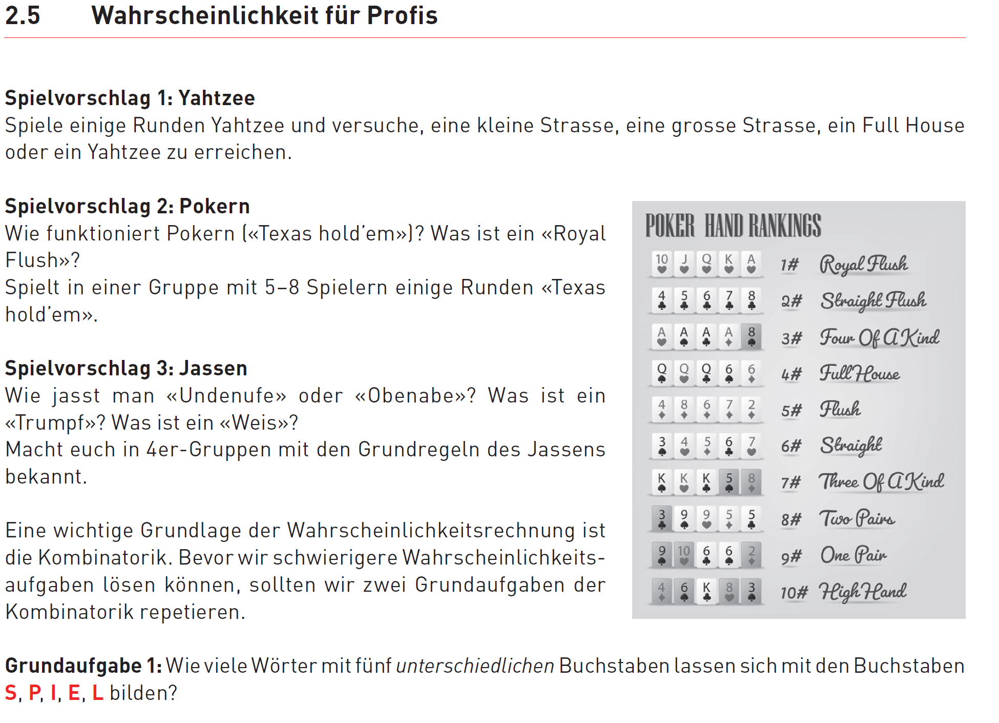 2.5 Wahrscheinlichkeit für Profis
Spielvorschlag 1: Yahtzee
Spiele einige Runden Yahtzee und versuche, eine kleine Strasse, eine grosse Strasse, ein Full House
oder ein Yahtzee zu erreichen.
Spielvorschlag 2: Pokern
Wie funktioniert Pokern («Texas hold’em»)? Was ist ein «Royal
Flush»?
Spielt in einer Gruppe mit 5–8 Spielern einige Runden «Texas
hold’em».
Spielvorschlag 3: Jassen
Wie jasst man «Undenufe» oder «Obenabe»? Was ist ein
«Trumpf»? Was ist ein «Weis»?
Macht euch in 4er-Gruppen mit den Grundregeln des Jassens
bekannt.
Eine wichtige Grundlage der Wahrscheinlichkeitsrechnung ist
die Kombinatorik. Bevor wir schwierigere Wahrscheinlichkeits-
aufgaben lösen können, sollten wir zwei Grundaufgaben der
Kombinatorik repetieren.
POKER HAND RANKINGS
10 J Q K A 1# Royal Flush
4 5 6 7 8 2# Straight Flush
A A A A 8 3# Four Of A Kind
Q Q Q 6 6 4# Full House
4 8 6 7 2 5# Flush
3 4 5 6 7 6# Straight
K K K 5 8 7# Three Of A Kind
3 9 9 5 5 8# Two Pairs
9 10 6 6 2 9# One Pair
4 6 K 8 3 10# High Hand
Grundaufgabe 1: Wie viele Wörter mit fünf unterschiedlichen Buchstaben lassen sich mit den Buchstaben
S, P, I, E, L bilden?